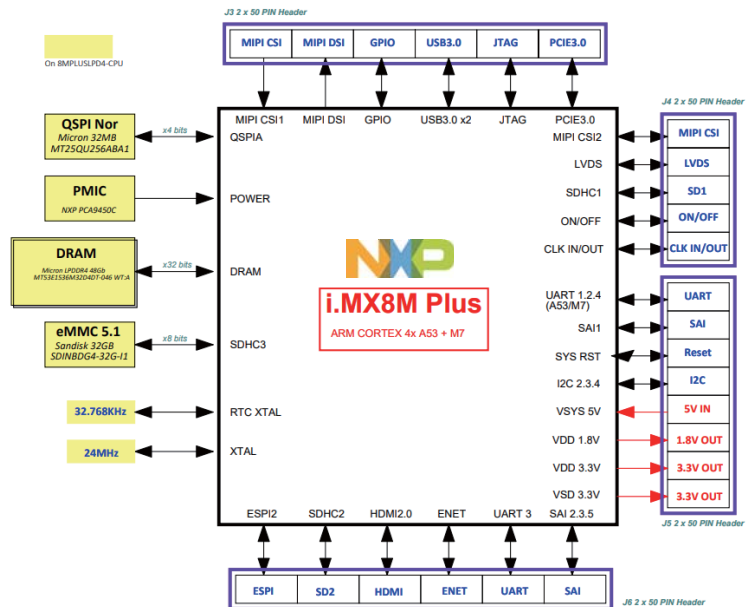 J3 2 x 50 PIN Header
MIPI CSI MIPI DSI GPIO USB3.0 JTAG PCIE3.0
On 8MPLUSLPD4-CPU
J4 2 x 50 PIN Header
MIPI CSI1 MIPI DSI GPIO USB3.0 x2 JTAG PCIE3.0
QSPI Nor
Micron 32MB
MT25QU256ABA1
x4 bits
QSPIA
MIPI CSI2
MIPI CSI
LVDS
LVDS
PMIC
NXP PCA9450C
POWER
SDHC1
SD1
ON/OFF
ON/OFF
CLK IN/OUT
CLK IN/OUT
DRAM
Micron LPDDR4 48Gb
MT53E1536M32D4DT-046 WT:A
x32 bits
DRAM
NXP
i.MX8M Plus
ARM CORTEX 4x A53 + M7
UART 1.2.4
(A53/M7)
UART
SAI1
SAI
eMMC 5.1
Sandisk 32GB
SDINBDG4-32G-I1
x8 bits
SDHC3
SYS RST
Reset
I2C 2.3.4
I2C
32.768KHz
RTC XTAL
VSYS 5V
5V IN
24MHz
XTAL
VDD 1.8V
1.8V OUT
VDD 3.3V
3.3V OUT
VSD 3.3V
3.3V OUT
ESPI2 SDHC2 HDMI2.0 ENET UART 3 SAI 2.3.5
J5 2 x 50 PIN Header
ESPI SD2 HDMI ENET UART SAI
J6 2 x 50 PIN Header